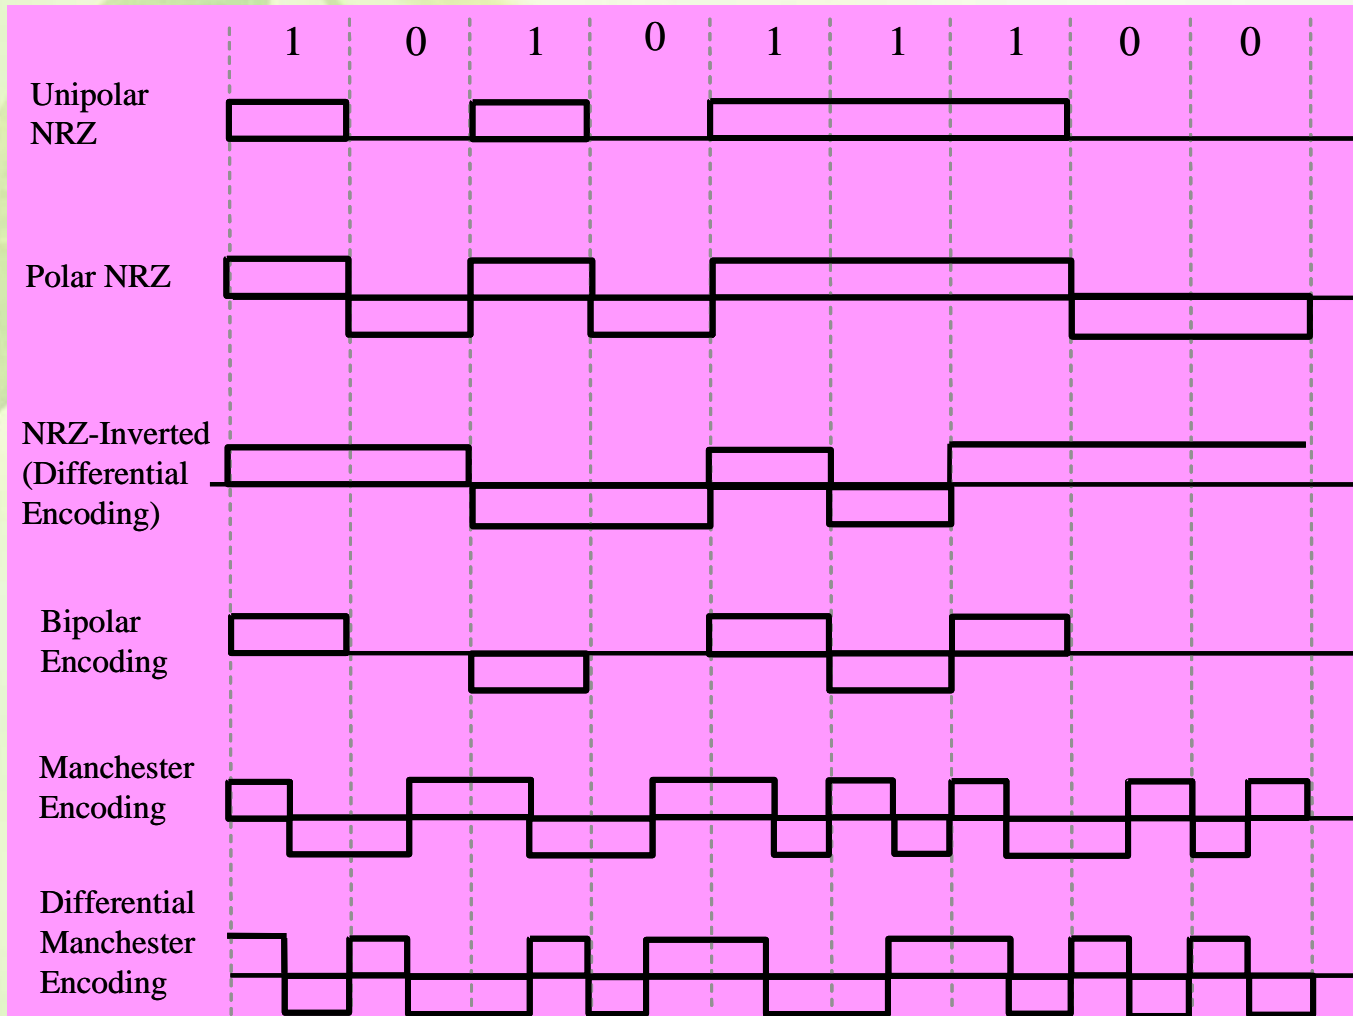 1 0 1 0 1 1 1 0 0
Unipolar
NRZ
Polar NRZ
NRZ-Inverted
(Differential
Encoding)
Bipolar
Encoding
Manchester
Encoding
Differential
Manchester
Encoding